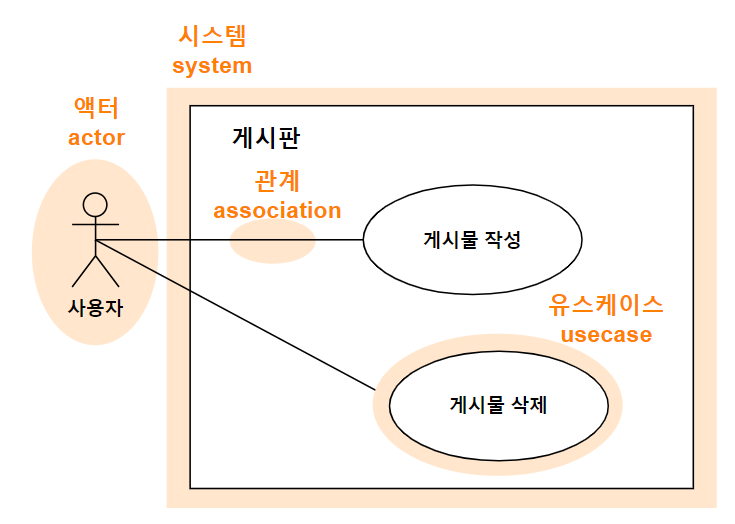 시스템
system
액터
actor
게시판
관계
association
게시물 작성
사용자
유스케이스
usecase
게시물 삭제